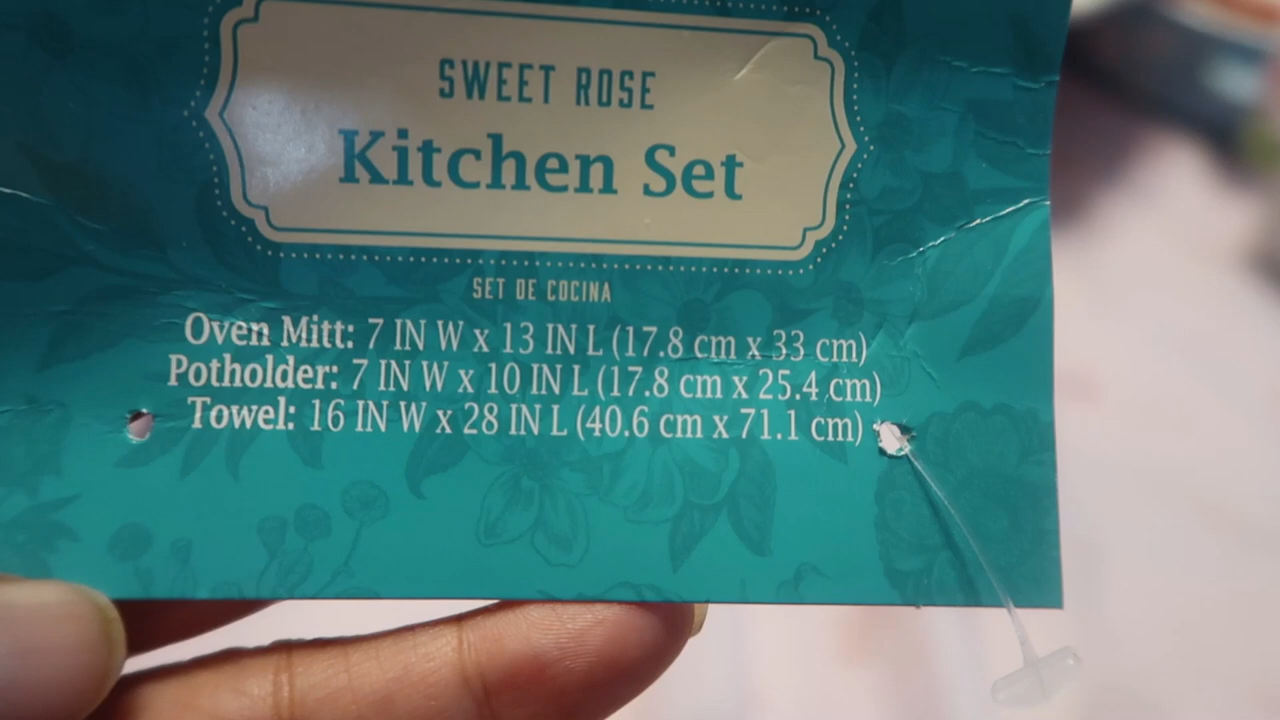 SWEET ROSE
Kitchen Set
SET DE COCINA
Oven Mitt: 7 IN W x 13 IN L (17.8 cm x 33 cm)
Potholder: 7 IN W x 10 IN L (17.8 cm x 25.4 cm)
Towel: 16 IN W x 28 IN L (40.6 cm x 71.1 cm)